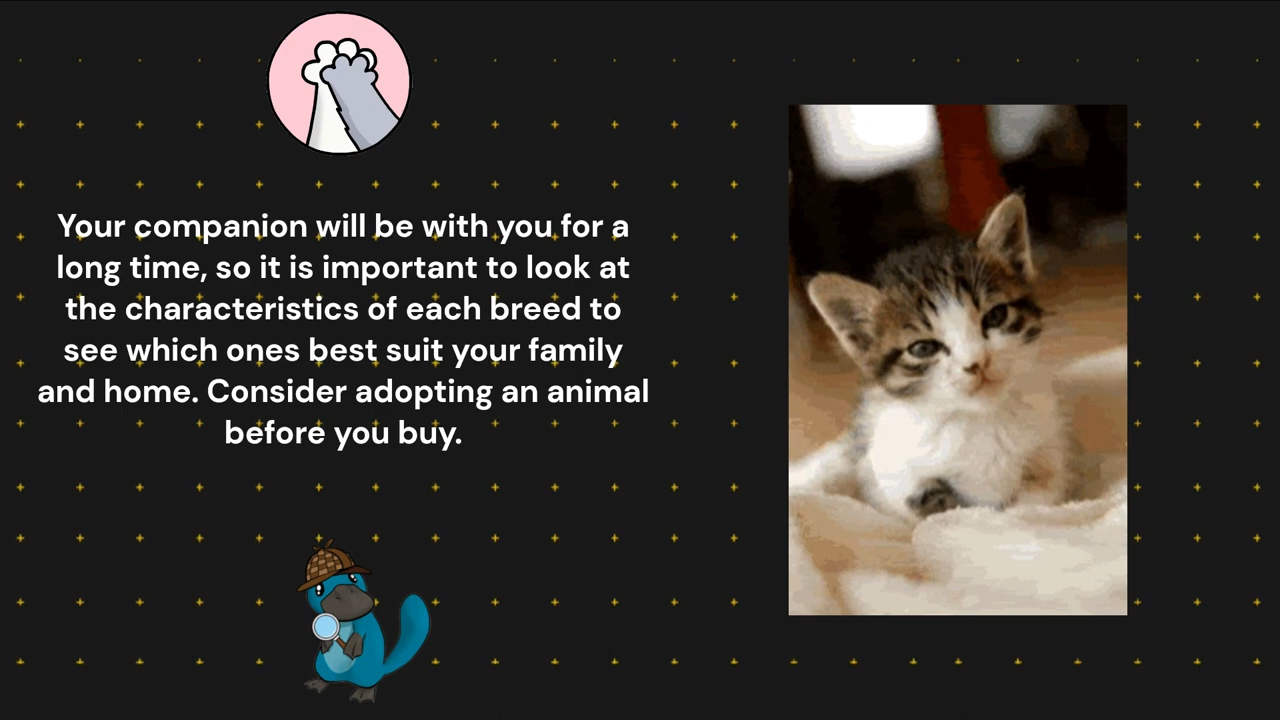 Your companion will be with you for a
long time, so it is important to look at
the characteristics of each breed to
see which ones best suit your family
and home. Consider adopting an animal
before you buy.